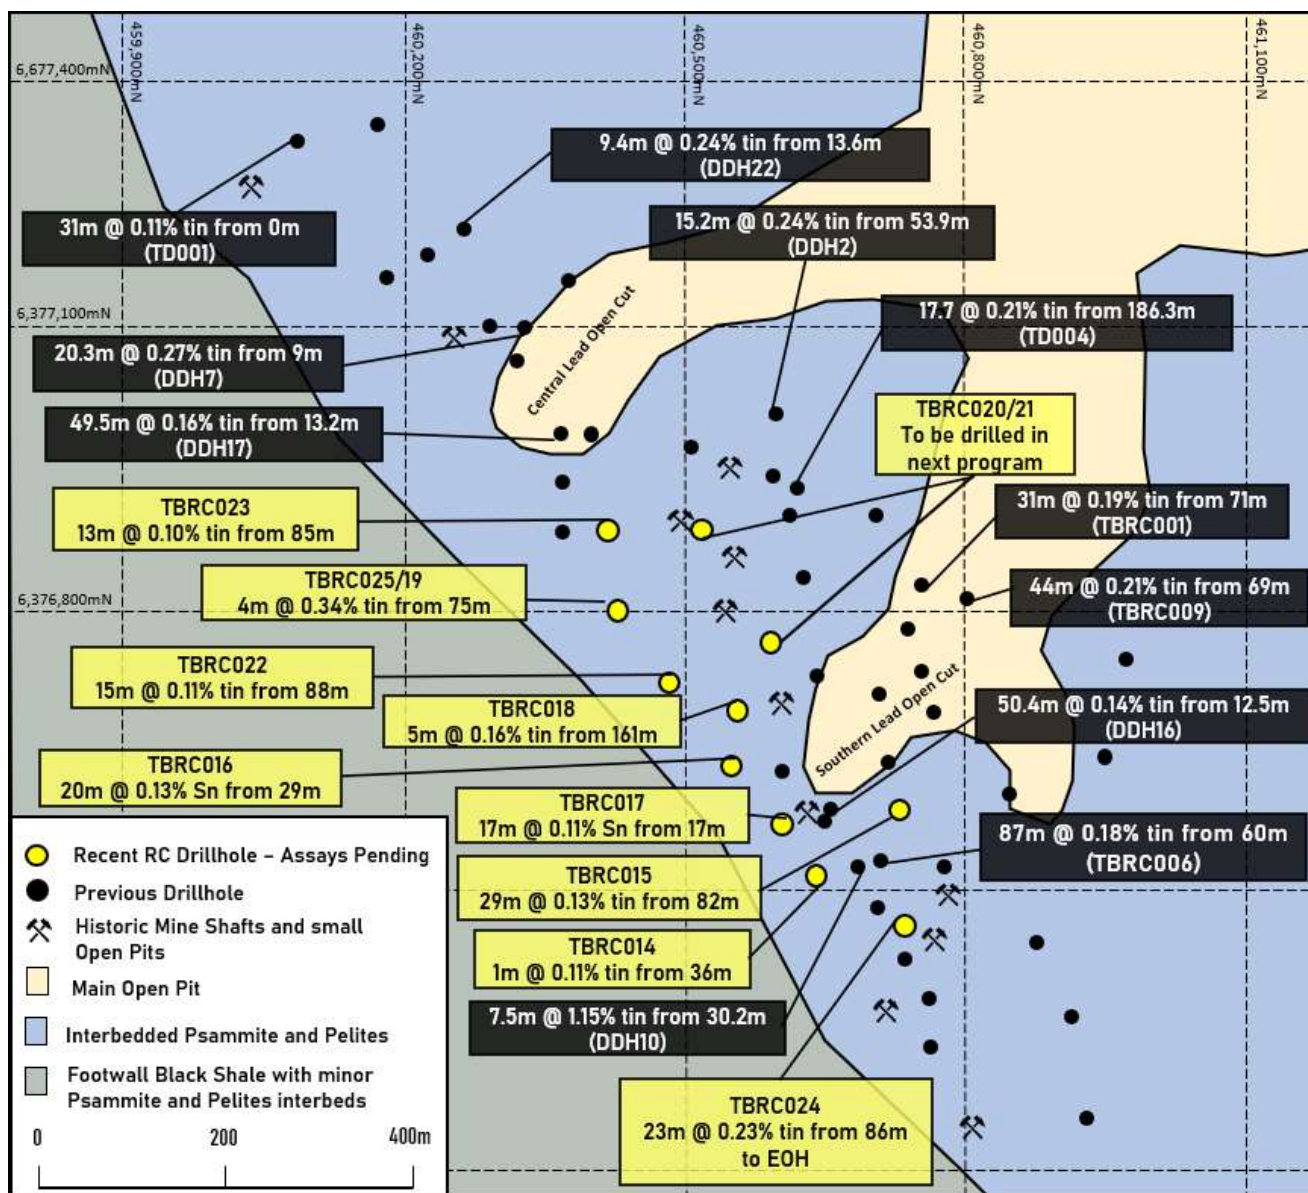 459,900mN
460,200mN
460,500mN
460,800mN
461,100mN
6,677,400mN
9.4m @ 0.24% tin from 13.6m
(DDH22)
31m @ 0.11% tin from 0m
(TD001)
15.2m @ 0.24% tin from 53.9m
(DDH2)
6,377,100mN
17.7 @ 0.21% tin from 186.3m
(TD004)
Central Lead Open Cut
20.3m @ 0.27% tin from 9m
(DDH7)
49.5m @ 0.16% tin from 13.2m
(DDH17)
TBRC020/21
To be drilled in
next program
TBRC023
13m @ 0.10% tin from 85m
31m @ 0.19% tin from 71m
(TBRC001)
TBRC025/19
4m @ 0.34% tin from 75m
6,376,800mN
44m @ 0.21% tin from 69m
(TBRC009)
TBRC022
15m @ 0.11% tin from 88m
TBRC018
5m @ 0.16% tin from 161m
Southern Lead Open Cut
50.4m @ 0.14% tin from 12.5m
(DDH16)
TBRC016
20m @ 0.13% Sn from 29m
TBRC017
17m @ 0.11% Sn from 17m
87m @ 0.18% tin from 60m
(TBRC006)
TBRC015
29m @ 0.13% tin from 82m
TBRC014
1m @ 0.11% tin from 36m
7.5m @ 1.15% tin from 30.2m
(DDH10)
TBRC024
23m @ 0.23% tin from 86m
to EOH
Recent RC Drillhole – Assays Pending
Previous Drillhole
Historic Mine Shafts and small
Open Pits
Main Open Pit
Interbedded Psammite and Pelites
Footwall Black Shale with minor
Psammite and Pelites interbeds
0 200 400m